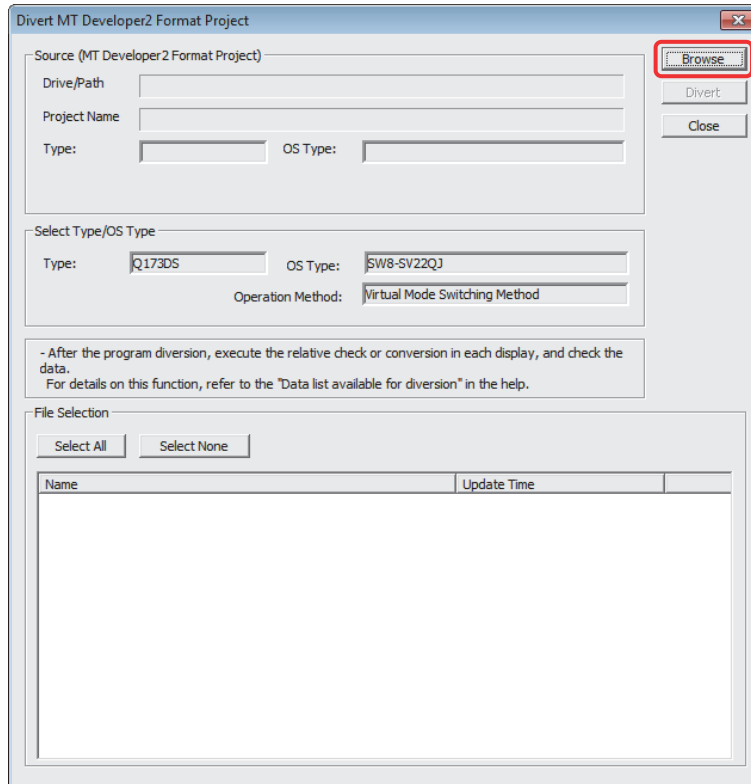 Divert MT Developer2 Format Project
Source (MT Developer2 Format Project)
Browse
Drive/Path
Divert
Project Name
Close
Type:
OS Type:
Select Type/OS Type
Type: Q173DS OS Type: SW8-SV22QJ
Operation Method: Virtual Mode Switching Method
- After the program diversion, execute the relative check or conversion in each display, and check the
data.
For details on this function, refer to the "Data list available for diversion" in the help.
File Selection
Select All Select None
Name Update Time